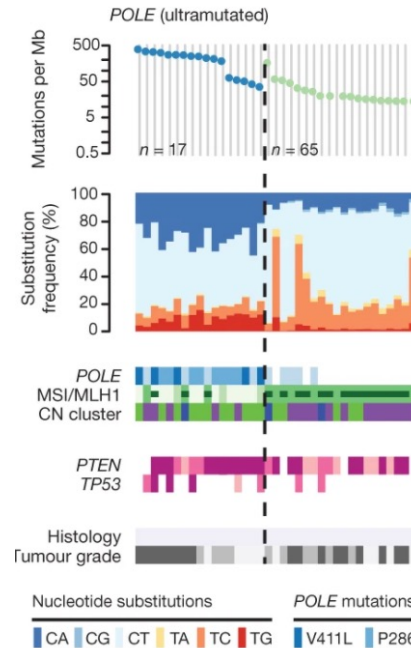 POLE (ultramutated)
Mutations per Mb
500
50
5
0.5
n = 17
n = 65
Substitution
frequency (%)
100
80
60
40
20
0
POLE
MSI/MLH1
CN cluster
PTEN
TP53
Histology
Tumour grade
Nucleotide substitutions
POLE mutations
CA CG CT TA TC TG
V411L P286